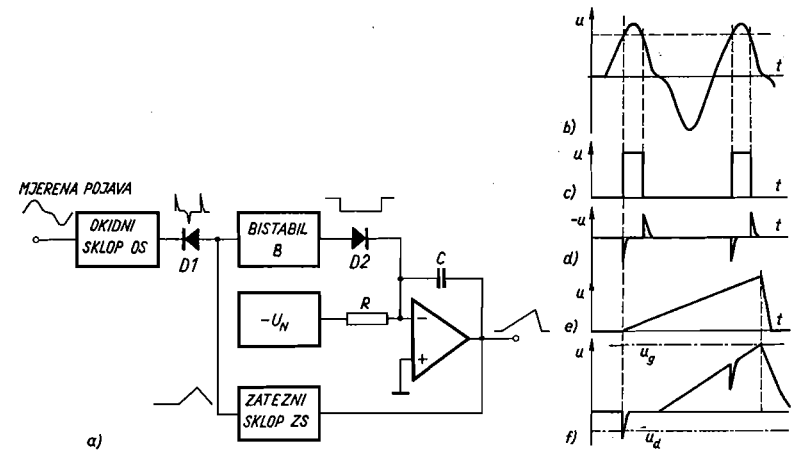 MJERENA POJAVA
OKIDNI
SKLOP OS
D1
BISTABIL
B
D2
C
-U_N
R
−
+
ZATEZNI
SKLOP ZS
a)
u
t
b)
u
c)
t
-u
t
d)
u
e)
t
u
u_g
f)
u_d